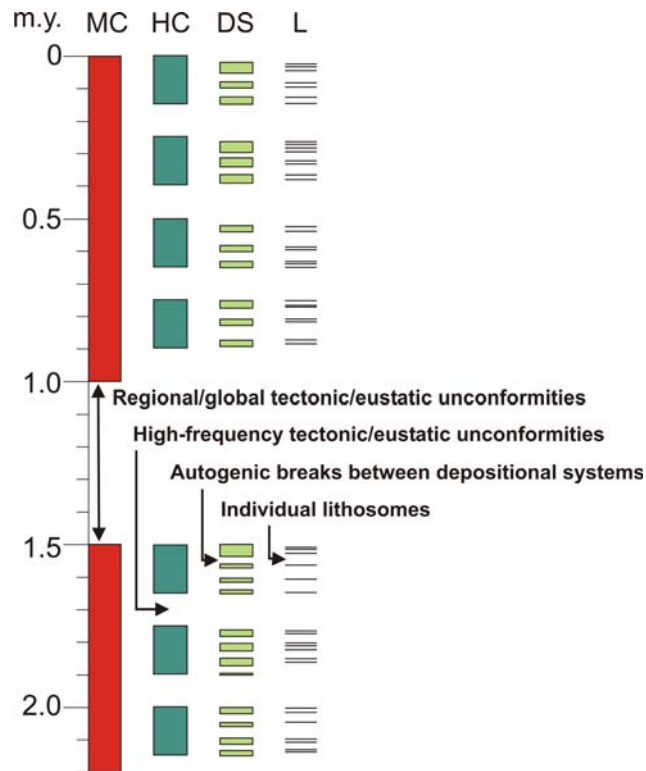 m.y. MC HC DS L
0
0.5
1.0
Regional/global tectonic/eustatic unconformities
High-frequency tectonic/eustatic unconformities
Autogenic breaks between depositional systems
Individual lithosomes
1.5
2.0